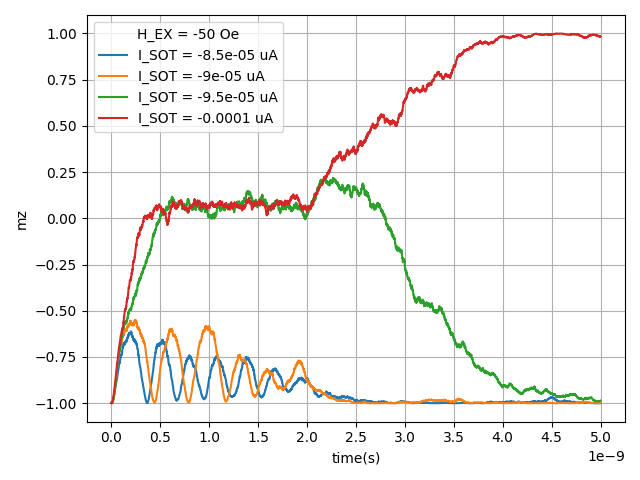 H_EX = -50 Oe
I_SOT = -8.5e-05 uA
I_SOT = -9e-05 uA
I_SOT = -9.5e-05 uA
I_SOT = -0.0001 uA
1.00
0.75
0.50
0.25
0.00
−0.25
−0.50
−0.75
−1.00
mz
0.0 0.5 1.0 1.5 2.0 2.5 3.0 3.5 4.0 4.5 5.0
time(s)
1e−9